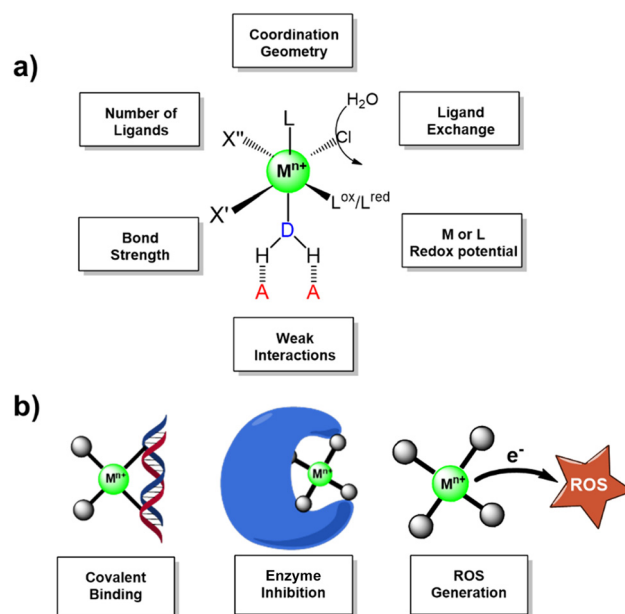 a)
Coordination
Geometry
Number of
Ligands
Ligand
Exchange
H₂O
L
X''
Cl
Mⁿ⁺
X'
Lᵒˣ/Lʳᵉᵈ
Bond
Strength
M or L
Redox potential
D
H H
A A
Weak
Interactions
b)
Mⁿ⁺
Mⁿ⁺
Mⁿ⁺
e⁻
ROS
Covalent
Binding
Enzyme
Inhibition
ROS
Generation